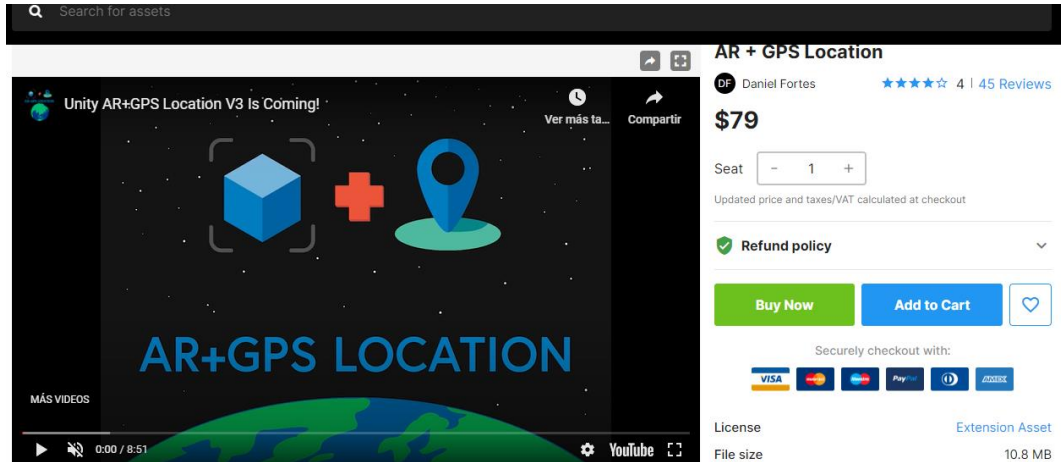 Search for assets
AR + GPS Location
DF Daniel Fortes 4 | 45 Reviews
$79
Seat - 1 +
Updated price and taxes/VAT calculated at checkout
Refund policy
Buy Now Add to Cart
Securely checkout with:
VISA PayPal AMEX
License Extension Asset
File size 10.8 MB
Unity AR+GPS Location V3 Is Coming!
Ver más ta... Compartir
AR+GPS LOCATION
MÁS VIDEOS
0:00 / 8:51 YouTube